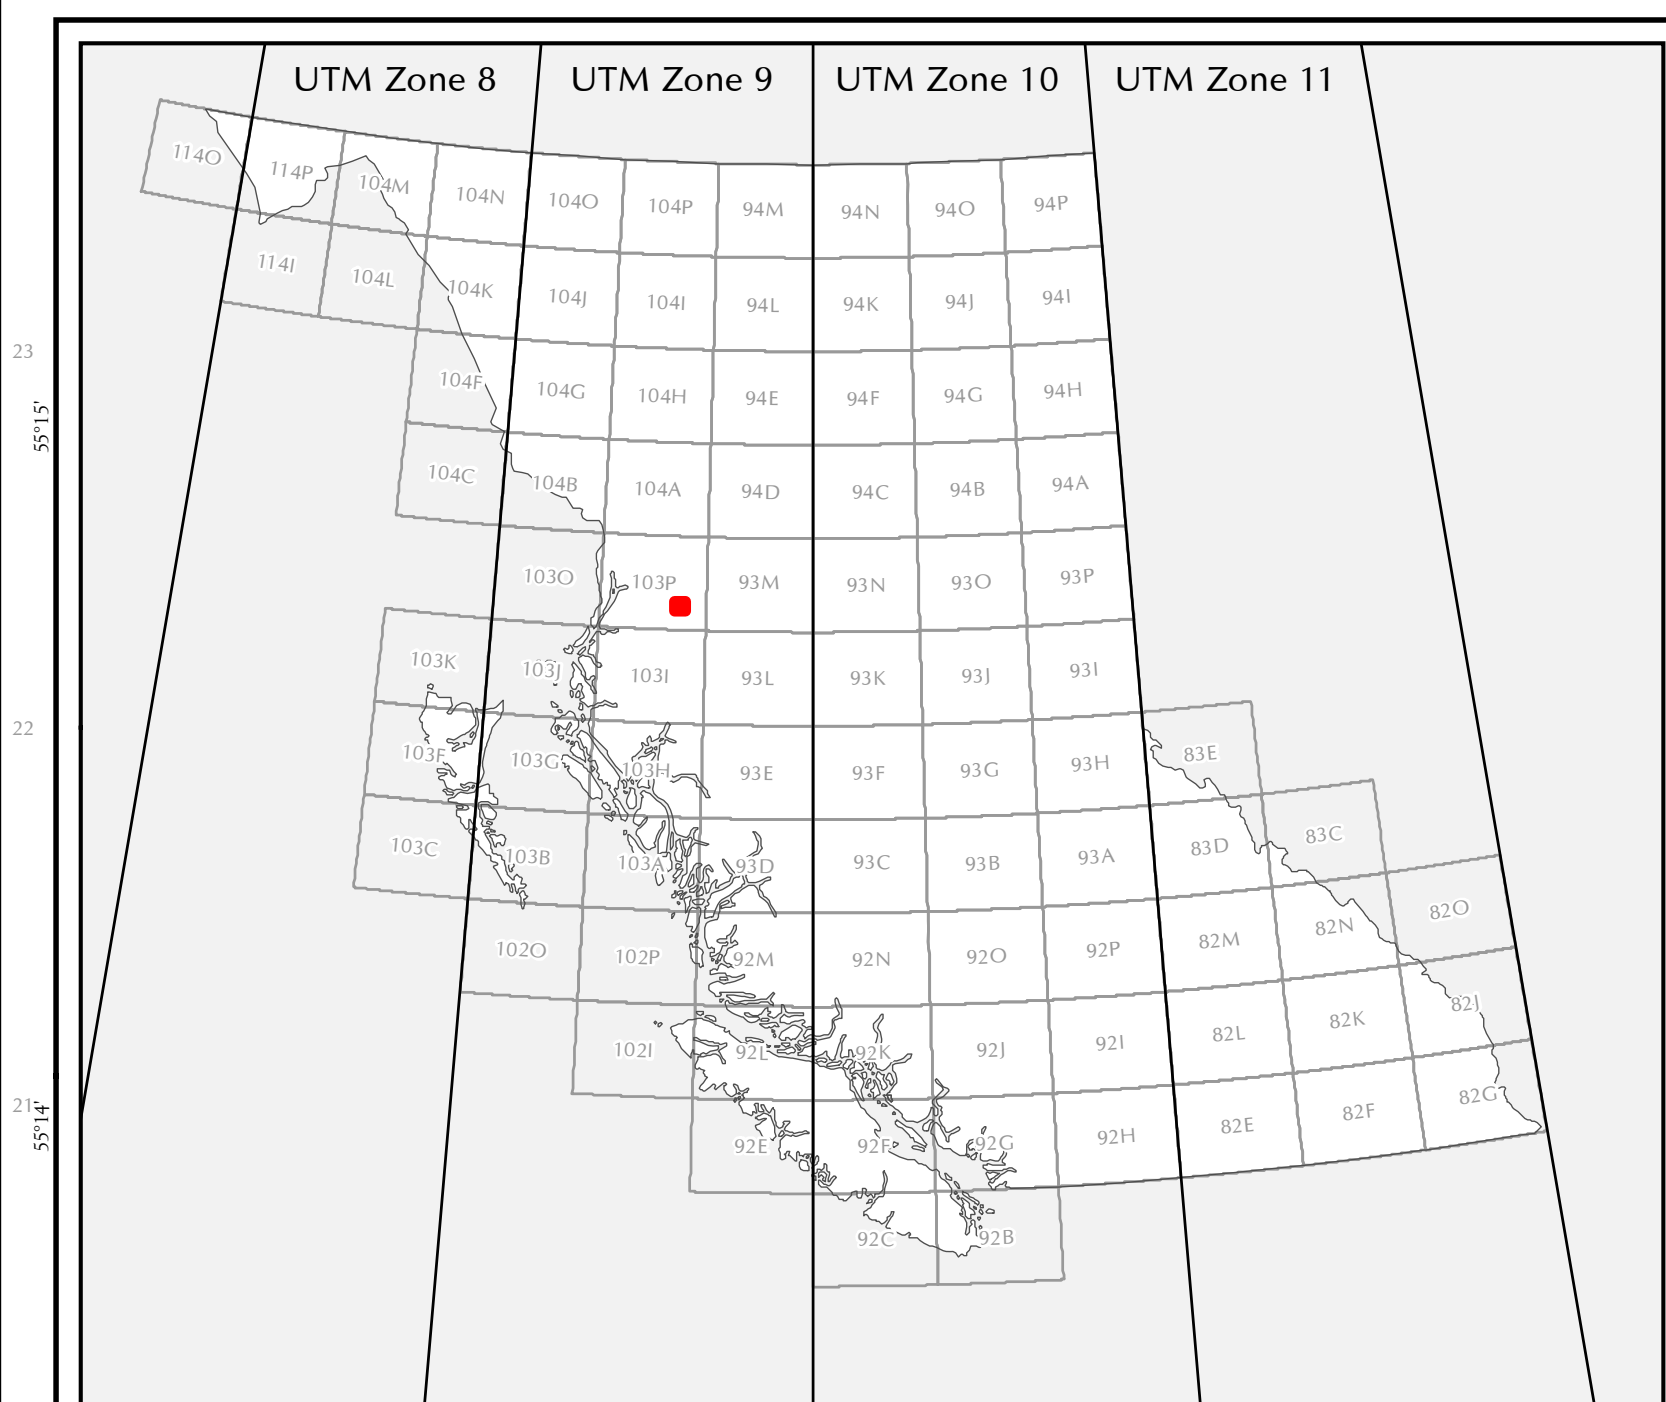 UTM Zone 8 UTM Zone 9 UTM Zone 10 UTM Zone 11
114O 114P 104M 104N 104O 104P 94M 94N 94O 94P
114I 104L 104K 104J 104I 94L 94K 94J 94I
23
104F 104G 104H 94E 94F 94G 94H
55°15'
104C 104B 104A 94D 94C 94B 94A
103O 103P 93M 93N 93O 93P
103K 103J 103I 93L 93K 93J 93I
22
103F 103G 103H 93E 93F 93G 93H 83E
103C 103B 103A 93D 93C 93B 93A 83D 83C
102O 102P 92M 92N 92O 92P 82M 82N 82O
102I 92L 92K 92J 92I 82L 82K 82J
21
55°14'
92E 92F 92G 92H 82E 82F 82G
92C 92B